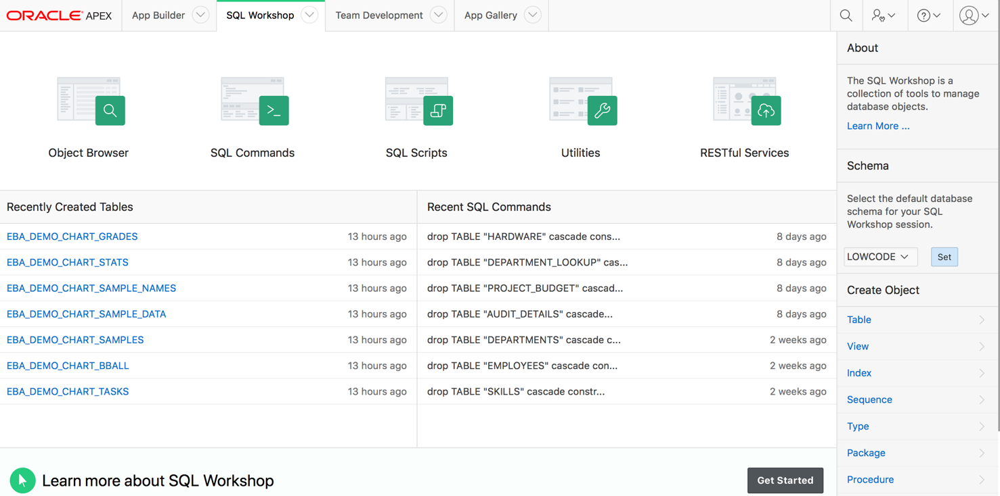 ORACLE APEX
App Builder
SQL Workshop
Team Development
App Gallery
Object Browser
SQL Commands
SQL Scripts
Utilities
RESTful Services
Recently Created Tables
EBA_DEMO_CHART_GRADES 13 hours ago
EBA_DEMO_CHART_STATS 13 hours ago
EBA_DEMO_CHART_SAMPLE_NAMES 13 hours ago
EBA_DEMO_CHART_SAMPLE_DATA 13 hours ago
EBA_DEMO_CHART_SAMPLES 13 hours ago
EBA_DEMO_CHART_BBALL 13 hours ago
EBA_DEMO_CHART_TASKS 13 hours ago
Recent SQL Commands
drop TABLE "HARDWARE" cascade cons... 8 days ago
drop TABLE "DEPARTMENT_LOOKUP" cas... 8 days ago
drop TABLE "PROJECT_BUDGET" cascad... 8 days ago
drop TABLE "AUDIT_DETAILS" cascade... 8 days ago
drop TABLE "DEPARTMENTS" cascade c... 2 weeks ago
drop TABLE "EMPLOYEES" cascade con... 2 weeks ago
drop TABLE "SKILLS" cascade constr... 2 weeks ago
Learn more about SQL Workshop
Get Started
About
The SQL Workshop is a
collection of tools to manage
database objects.
Learn More ...
Schema
Select the default database
schema for your SQL
Workshop session.
LOWCODE
Set
Create Object
Table
View
Index
Sequence
Type
Package
Procedure